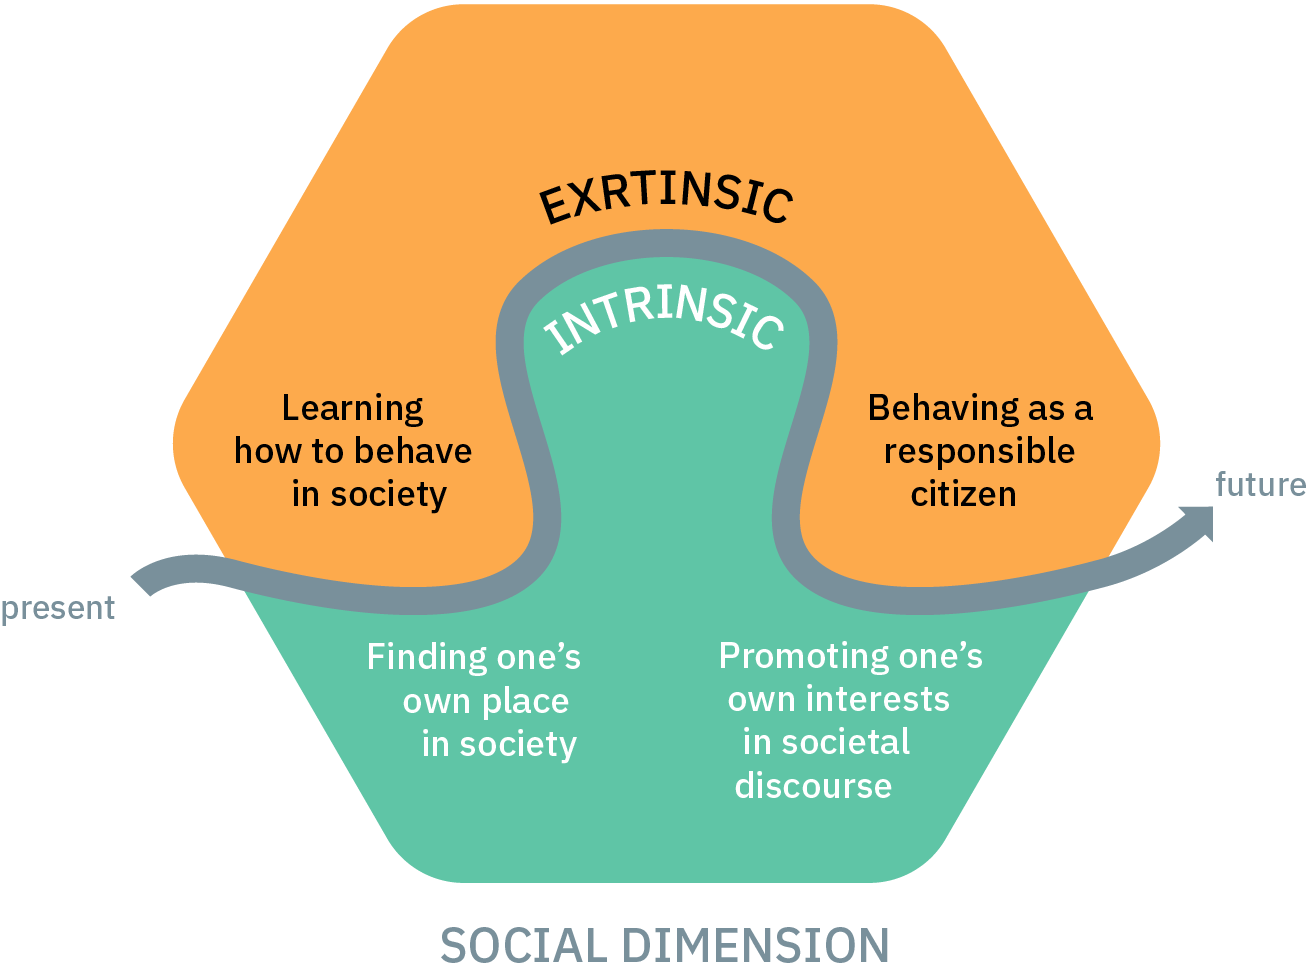 EXRTINSIC
INTRINSIC
Learning
how to behave
in society
Behaving as a
responsible
citizen
future
present
Finding one’s
own place
in society
Promoting one’s
own interests
in societal
discourse
SOCIAL DIMENSION